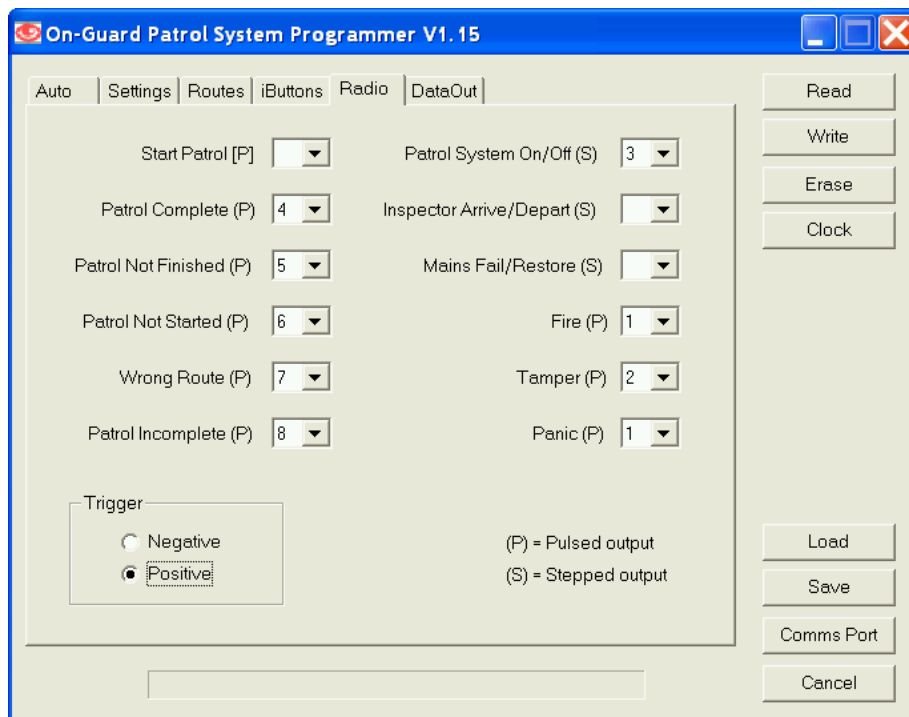 On-Guard Patrol System Programmer V1.15
Auto Settings Routes iButtons Radio DataOut
Start Patrol [P]
Patrol Complete (P) 4
Patrol Not Finished (P) 5
Patrol Not Started (P) 6
Wrong Route (P) 7
Patrol Incomplete (P) 8
Patrol System On/Off (S) 3
Inspector Arrive/Depart (S)
Mains Fail/Restore (S)
Fire (P) 1
Tamper (P) 2
Panic (P) 1
Trigger
Negative
Positive
(P) = Pulsed output
(S) = Stepped output
Read
Write
Erase
Clock
Load
Save
Comms Port
Cancel